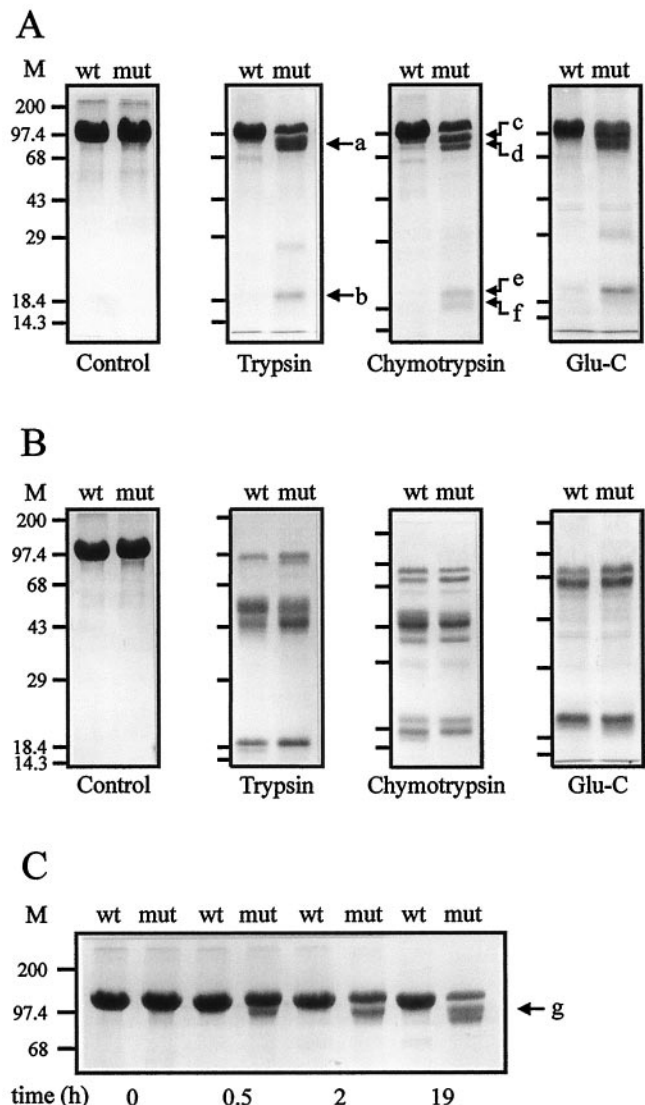 A
M wt mut wt mut wt mut wt mut
200
97.4
68
43
29
18.4
14.3
c
a
d
e
b
f
Control Trypsin Chymotrypsin Glu-C
B
M wt mut wt mut wt mut wt mut
200
97.4
68
43
29
18.4
14.3
Control Trypsin Chymotrypsin Glu-C
C
M wt mut wt mut wt mut wt mut
200
97.4
68
g
time (h) 0 0.5 2 19